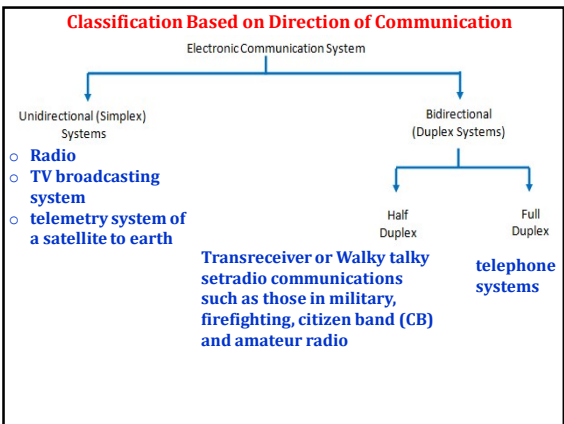 Classification Based on Direction of Communication
Electronic Communication System
Unidirectional (Simplex)
Systems
○ Radio
○ TV broadcasting
system
○ telemetry system of
a satellite to earth
Bidirectional
(Duplex Systems)
Half
Duplex
Transreceiver or Walky talky
setradio communications
such as those in military,
firefighting, citizen band (CB)
and amateur radio
Full
Duplex
telephone
systems